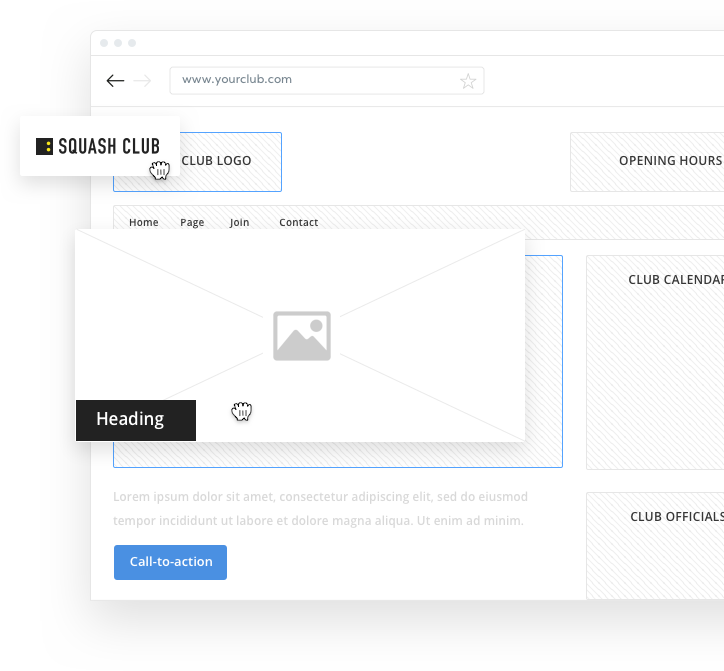 www.yourclub.com
SQUASH CLUB
CLUB LOGO
OPENING HOURS
Home Page Join Contact
CLUB CALENDAR
Heading
Lorem ipsum dolor sit amet, consectetur adipiscing elit, sed do eiusmod
tempor incididunt ut labore et dolore magna aliqua. Ut enim ad minim.
CLUB OFFICIALS
Call-to-action